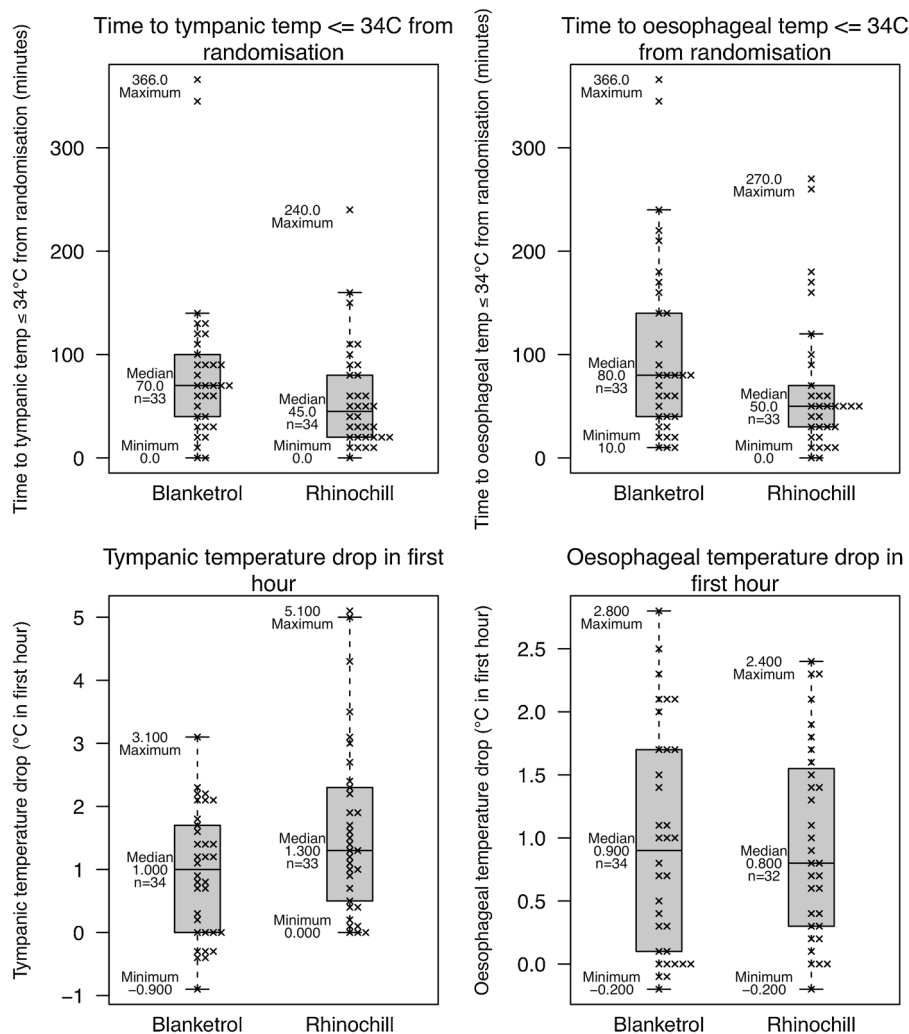 Time to tympanic temp <= 34C from
randomisation
Time to tympanic temp ≤ 34°C from randomisation (minutes)
300
200
100
0
366.0
Maximum
Median
70.0
n=33
Minimum
0.0
240.0
Maximum
Median
45.0
n=34
Minimum
0.0
Blanketrol
Rhinochill
Time to oesophageal temp <= 34C
from randomisation
Time to oesophageal temp ≤ 34°C from randomisation (minutes)
300
200
100
0
366.0
Maximum
Median
80.0
n=33
Minimum
10.0
270.0
Maximum
Median
50.0
n=33
Minimum
0.0
Blanketrol
Rhinochill
Tympanic temperature drop in first
hour
Tympanic temperature drop (°C in first hour)
5
4
3
2
1
0
−1
3.100
Maximum
Median
1.000
n=34
Minimum
−0.900
5.100
Maximum
Median
1.300
n=33
Minimum
0.000
Blanketrol
Rhinochill
Oesophageal temperature drop in
first hour
Oesophageal temperature drop (°C in first hour)
2.5
2.0
1.5
1.0
0.5
0.0
2.800
Maximum
Median
0.900
n=34
Minimum
−0.200
2.400
Maximum
Median
0.800
n=32
Minimum
−0.200
Blanketrol
Rhinochill